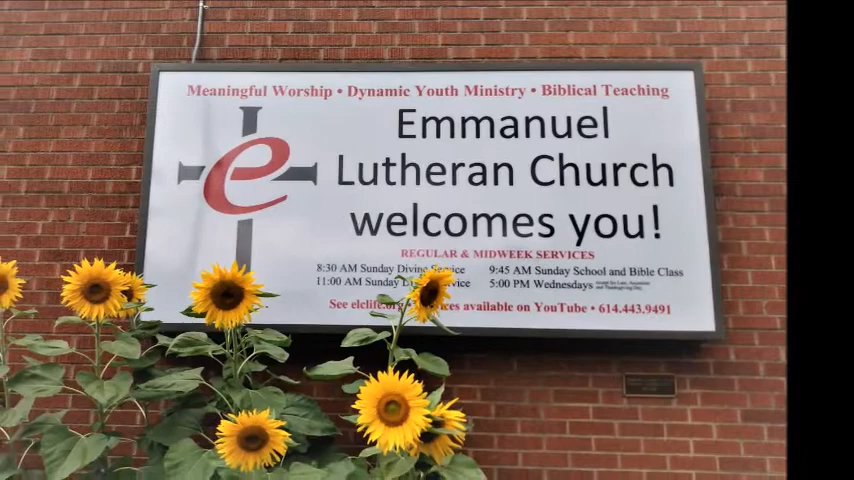 Meaningful Worship • Dynamic Youth Ministry • Biblical Teaching
e
Emmanuel
Lutheran Church
welcomes you!
REGULAR & MIDWEEK SERVICES
8:30 AM Sunday Divine Service
9:45 AM Sunday School and Bible Class
11:00 AM Sunday Service
5:00 PM Wednesdays
See elclife.org • Services available on YouTube • 614.443.9491